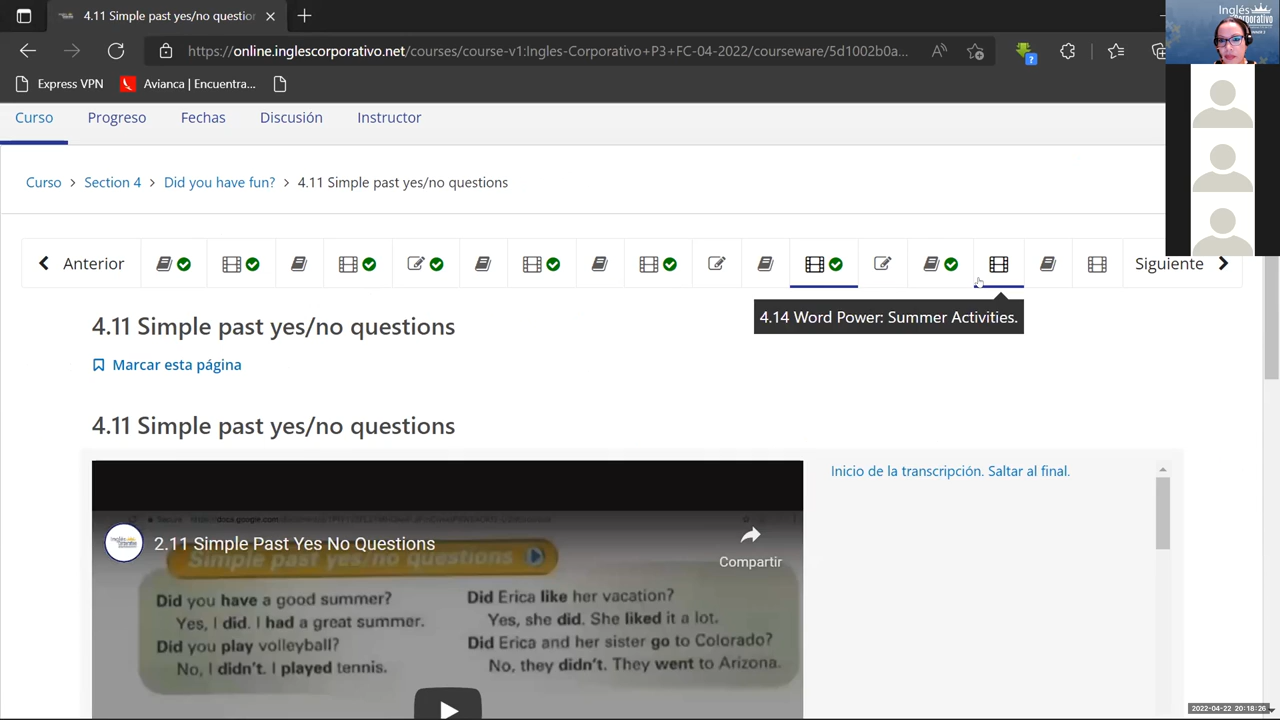 4.11 Simple past yes/no question
https://online.inglescorporativo.net/courses/course-v1:Ingles-Corporativo+P3+FC-04-2022/courseware/5d1002b0a...
Express VPN
Avianca | Encuentra...
Inglés
Corporativo
Curso
Progreso
Fechas
Discusión
Instructor
Curso > Section 4 > Did you have fun? > 4.11 Simple past yes/no questions
Anterior
Siguiente
4.14 Word Power: Summer Activities.
4.11 Simple past yes/no questions
Marcar esta página
4.11 Simple past yes/no questions
Inicio de la transcripción. Saltar al final.
2.11 Simple Past Yes No Questions
Compartir
Simple past yes/no questions
Did you have a good summer?
Yes, I did. I had a great summer.
Did you play volleyball?
No, I didn't. I played tennis.
Did Erica like her vacation?
Yes, she did. She liked it a lot.
Did Erica and her sister go to Colorado?
No, they didn't. They went to Arizona.
2022-04-22 20:18:26